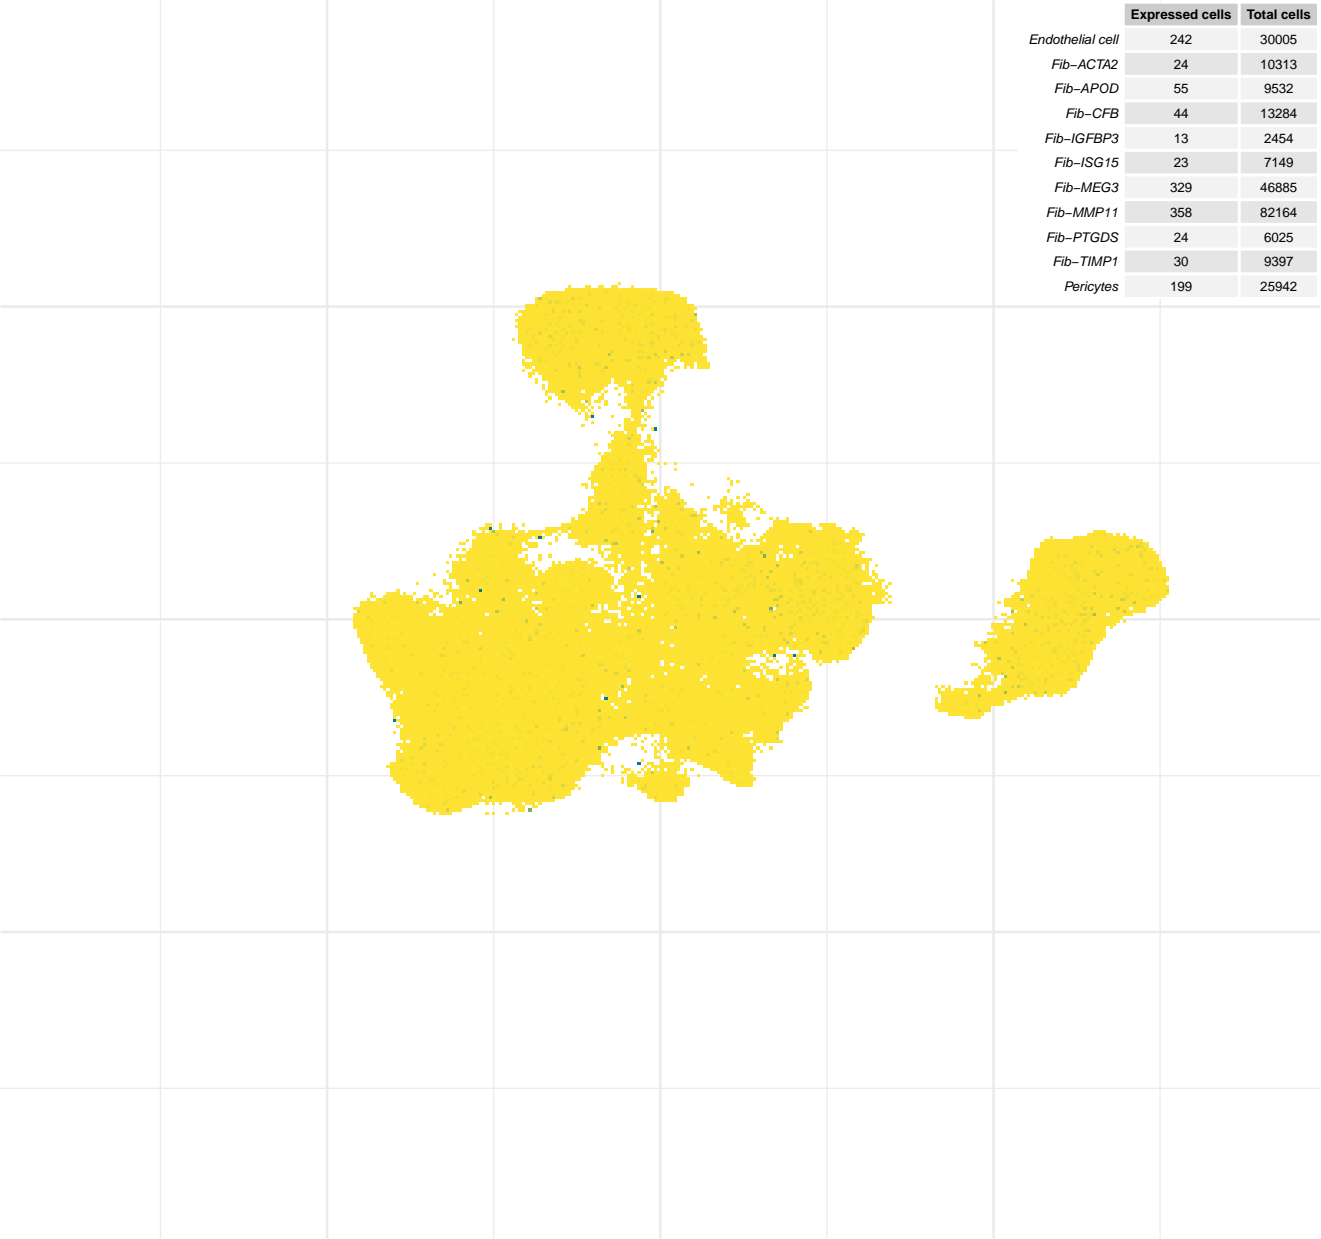 Expressed cells Total cells
Endothelial cell 242 30005
Fib−ACTA2 24 10313
Fib−APOD 55 9532
Fib−CFB 44 13284
Fib−IGFBP3 13 2454
Fib−ISG15 23 7149
Fib−MEG3 329 46885
Fib−MMP11 358 82164
Fib−PTGDS 24 6025
Fib−TIMP1 30 9397
Pericytes 199 25942